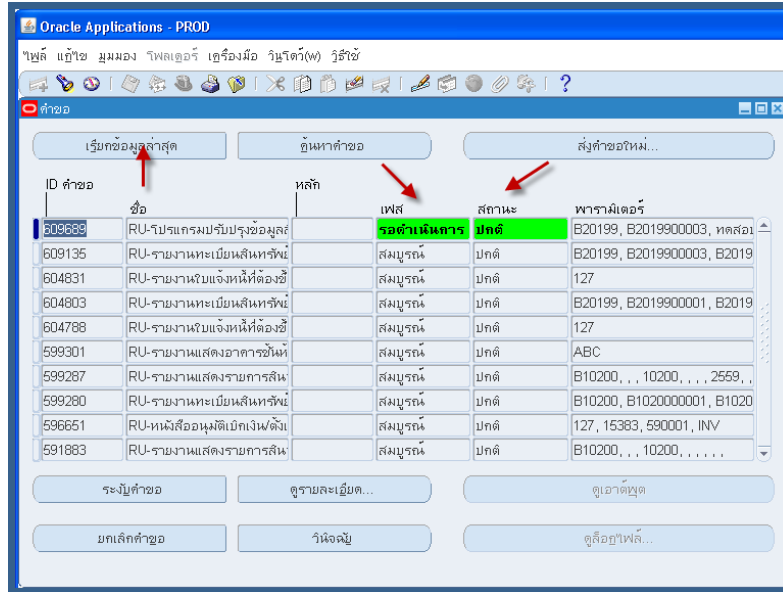 Oracle Applications - PROD
ไฟล์ แก้ไข มุมมอง โฟลเดอร์ เครื่องมือ วินโดว์(w) วิธีใช้
คำขอ
เรียกข้อมูลล่าสุด ค้นหาคำขอ ส่งคำขอใหม่...
ID คำขอ หลัก
ชื่อ เฟส สถานะ พารามิเตอร์
609689 RU-โปรแกรมปรับปรุงข้อมูล รอดำเนินการ ปกติ B20199, B2019900003, ทดสอบ
609135 RU-รายงานทะเบียนสินทรัพย์ สมบูรณ์ ปกติ B20199, B2019900003, B2019
604831 RU-รายงานใบแจ้งหนี้ที่ต้องชื สมบูรณ์ ปกติ 127
604803 RU-รายงานทะเบียนสินทรัพย์ สมบูรณ์ ปกติ B20199, B2019900001, B2019
604788 RU-รายงานใบแจ้งหนี้ที่ต้องชื สมบูรณ์ ปกติ 127
599301 RU-รายงานแสดงอาคารชั้นห้ สมบูรณ์ ปกติ ABC
599287 RU-รายงานแสดงรายการสิน สมบูรณ์ ปกติ B10200, , , 10200, , , , 2559, ,
599280 RU-รายงานทะเบียนสินทรัพย์ สมบูรณ์ ปกติ B10200, B1020000001, B1020
596651 RU-หนังสืออนุมัติเบิกเงิน/ตั้งเ สมบูรณ์ ปกติ 127, 15383, 590001, INV
591883 RU-รายงานแสดงรายการสิน สมบูรณ์ ปกติ B10200, , , 10200, , , , , ,
ระงับคำขอ ดูรายละเอียด... ดูเอาต์พุต
ยกเลิกคำขอ วินิจฉัย ดูล็อกไฟล์...